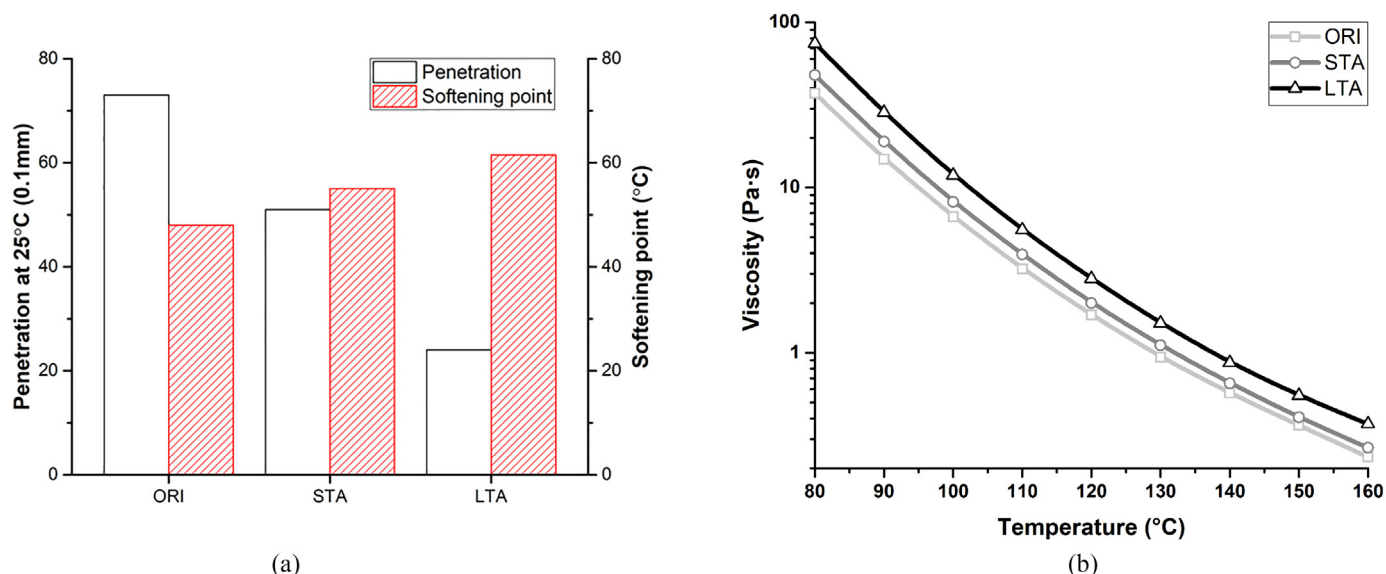 Penetration at 25°C (0.1mm)
80
60
40
20
0
Penetration
Softening point
80
60
40
20
0
Softening point (°C)
ORI STA LTA
(a)
Viscosity (Pa·s)
100
10
1
ORI
STA
LTA
80 90 100 110 120 130 140 150 160
Temperature (°C)
(b)